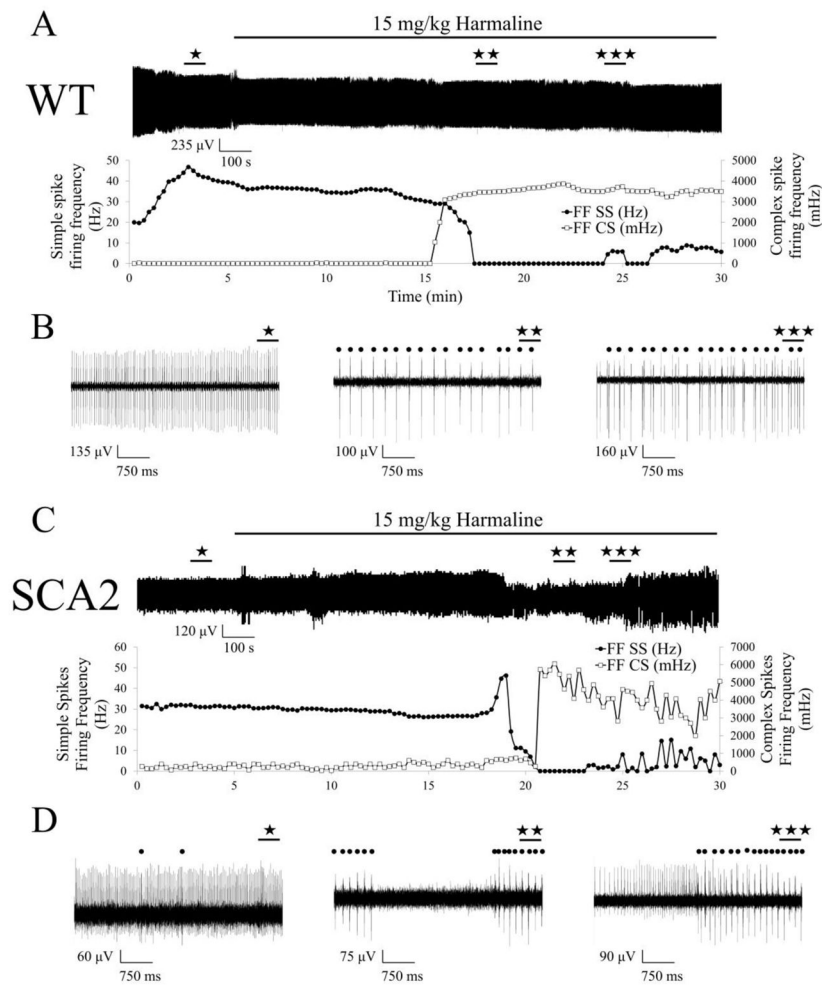 A
15 mg/kg Harmaline
★ ★★ ★★★
WT
235 µV
100 s
Simple spike
firing frequency
(Hz)
50
40
30
20
10
0
5000
4000
3000
2000
1000
0
Complex spike
firing frequency
(mHz)
FF SS (Hz)
FF CS (mHz)
0 5 10 15 20 25 30
Time (min)
B
★ ★★ ★★★
135 µV
750 ms
100 µV
750 ms
160 µV
750 ms
C
15 mg/kg Harmaline
★ ★★ ★★★
SCA2
120 µV
100 s
Simple Spikes
Firing Frequency
(Hz)
60
50
40
30
20
10
0
7000
6000
5000
4000
3000
2000
1000
0
Complex Spikes
Firing Frequency
(mHz)
FF SS (Hz)
FF CS (mHz)
0 5 10 15 20 25 30
D
★ ★★ ★★★
60 µV
750 ms
75 µV
750 ms
90 µV
750 ms